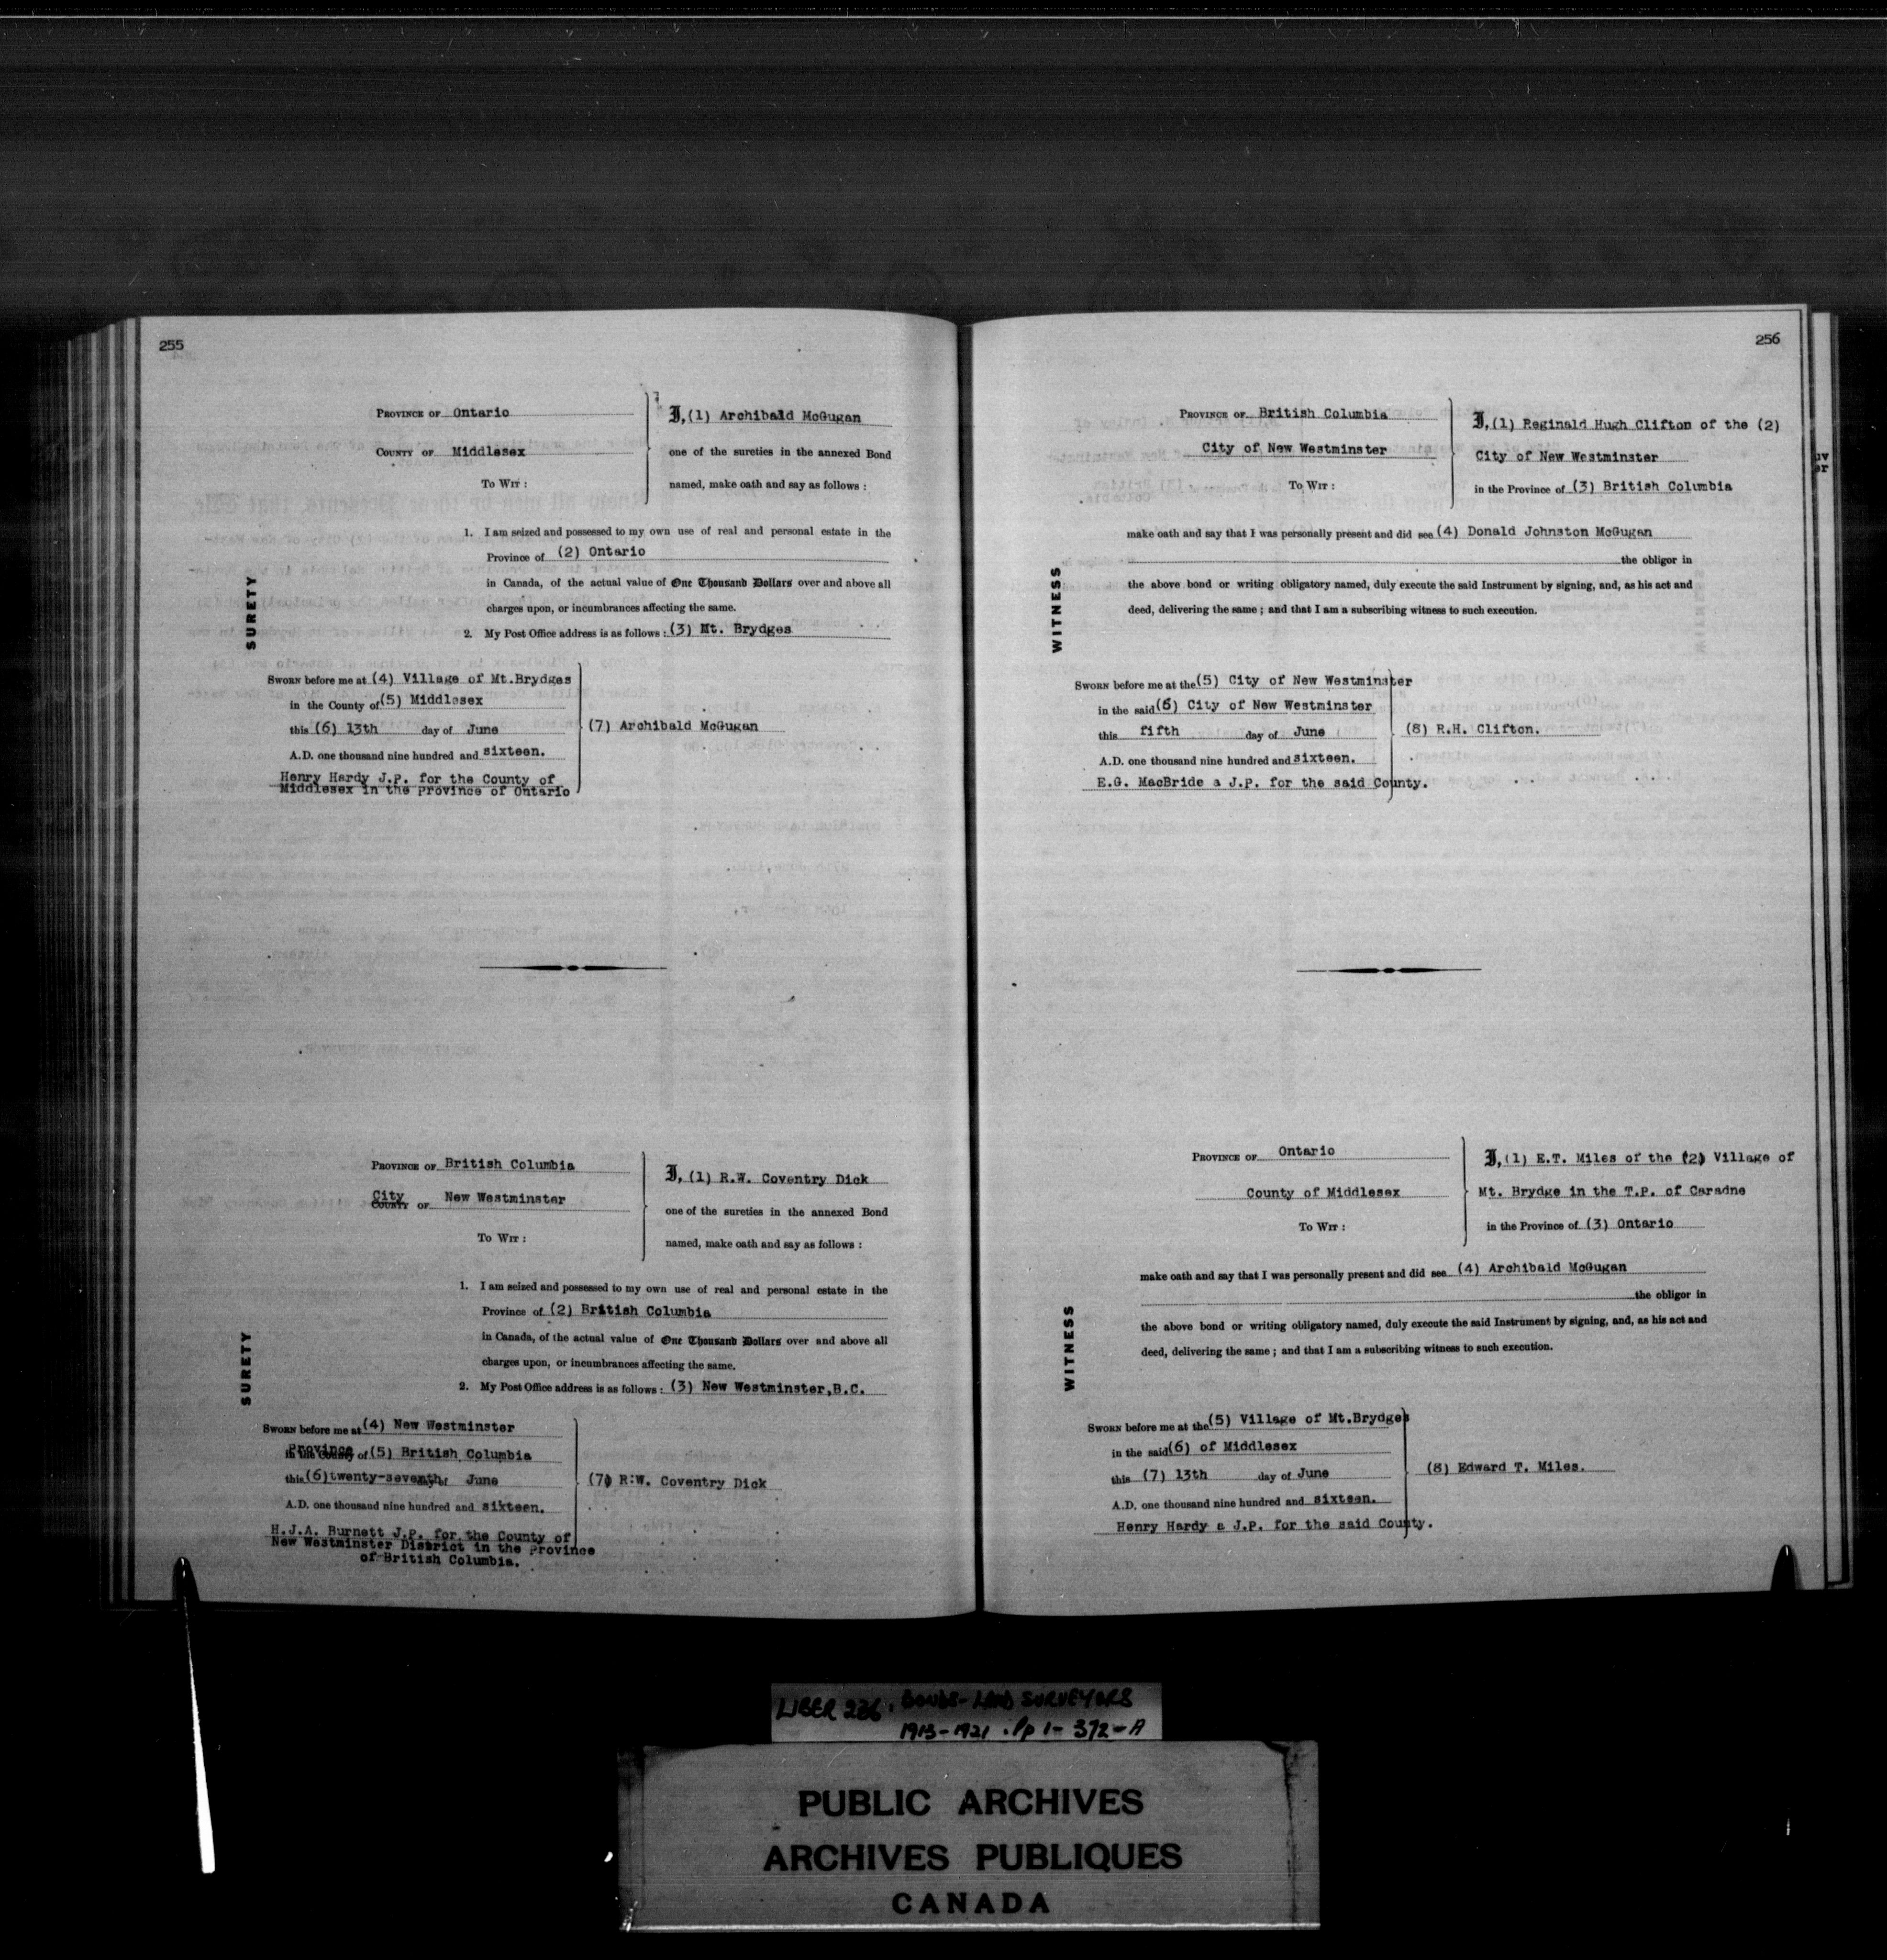 255
PROVINCE OF Ontario
COUNTY OF Middlesex
TO WIT :
I, (1) Archibald McGugan
one of the sureties in the annexed Bond
named, make oath and say as follows :
SURETY
1. I am seized and possessed to my own use of real and personal estate in the
Province of (2) Ontario
in Canada, of the actual value of One Thousand Dollars over and above all
charges upon, or incumbrances affecting the same.
2. My Post Office address is as follows : (3) Mt. Brydges
SWORN before me at (4) Village of Mt.Brydges
in the County of (5) Middlesex
this (6) 13th day of June
A.D. one thousand nine hundred and sixteen.
Henry Hardy J.P. for the County of
Middlesex in the Province of Ontario
(7) Archibald McGugan
PROVINCE OF British Columbia
City
COUNTY OF New Westminster
TO WIT :
I, (1) R.W. Coventry Dick
one of the sureties in the annexed Bond
named, make oath and say as follows :
SURETY
1. I am seized and possessed to my own use of real and personal estate in the
Province of (2) British Columbia
in Canada, of the actual value of One Thousand Dollars over and above all
charges upon, or incumbrances affecting the same.
2. My Post Office address is as follows : (3) New Westminster,B.C.
SWORN before me at (4) New Westminster
Province
in the County of (5) British Columbia
this (6) twenty-seventh day of June
A.D. one thousand nine hundred and sixteen.
H.J.A. Burnett J.P. for the County of
New Westminster District in the Province
of British Columbia.
(7) R.W. Coventry Dick
256
PROVINCE OF British Columbia
City of New Westminster
TO WIT :
I, (1) Reginald Hugh Clifton of the (2)
City of New Westminster
in the Province of (3) British Columbia
WITNESS
make oath and say that I was personally present and did see (4) Donald Johnston McGugan
the obligor in
the above bond or writing obligatory named, duly execute the said Instrument by signing, and, as his act and
deed, delivering the same ; and that I am a subscribing witness to such execution.
SWORN before me at the (5) City of New Westminster
in the said (6) City of New Westminster
this fifth day of June
A.D. one thousand nine hundred and sixteen.
E.G. MacBride a J.P. for the said County.
(8) R.H. Clifton.
PROVINCE OF Ontario
County of Middlesex
TO WIT :
I, (1) E.T. Miles of the (2) Village of
Mt. Brydge in the T.P. of Caradne
in the Province of (3) Ontario
WITNESS
make oath and say that I was personally present and did see (4) Archibald McGugan
the obligor in
the above bond or writing obligatory named, duly execute the said Instrument by signing, and, as his act and
deed, delivering the same ; and that I am a subscribing witness to such execution.
SWORN before me at the (5) Village of Mt.Brydges
in the said (6) of Middlesex
this (7) 13th day of June
A.D. one thousand nine hundred and sixteen.
Henry Hardy a J.P. for the said County.
(8) Edward T. Miles.
LIBER 226. BONDS-LAND SURVEYORS
1913-1921. Pp 1-372-A
PUBLIC ARCHIVES
ARCHIVES PUBLIQUES
CANADA